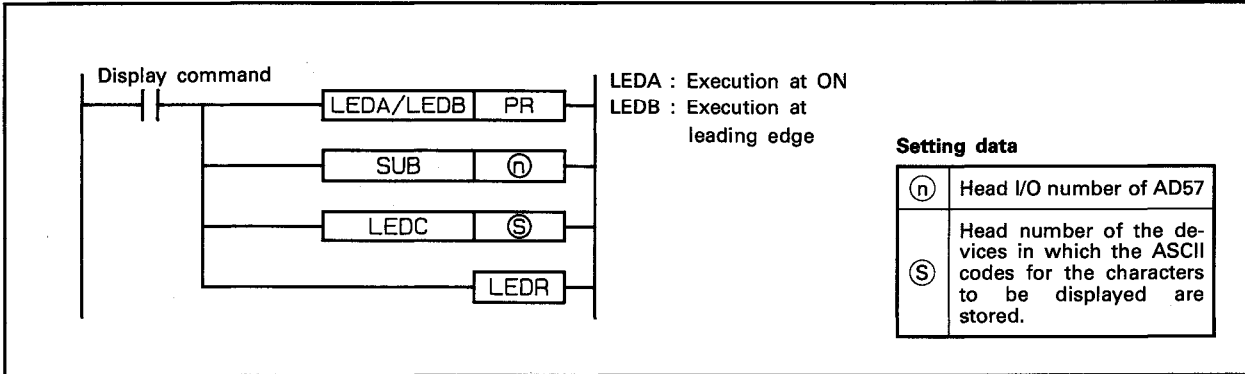 Display command
LEDA/LEDB PR
SUB ⓝ
LEDC Ⓢ
LEDR
LEDA : Execution at ON
LEDB : Execution at
leading edge
Setting data
ⓝ Head I/O number of AD57
Ⓢ Head number of the de-
vices in which the ASCII
codes for the characters
to be displayed are
stored.